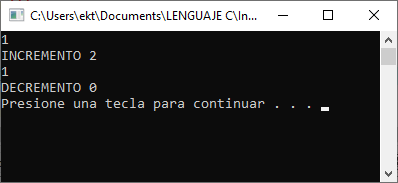 C:\Users\ekt\Documents\LENGUAJE C\In...
1
INCREMENTO 2
1
DECREMENTO 0
Presione una tecla para continuar . . .